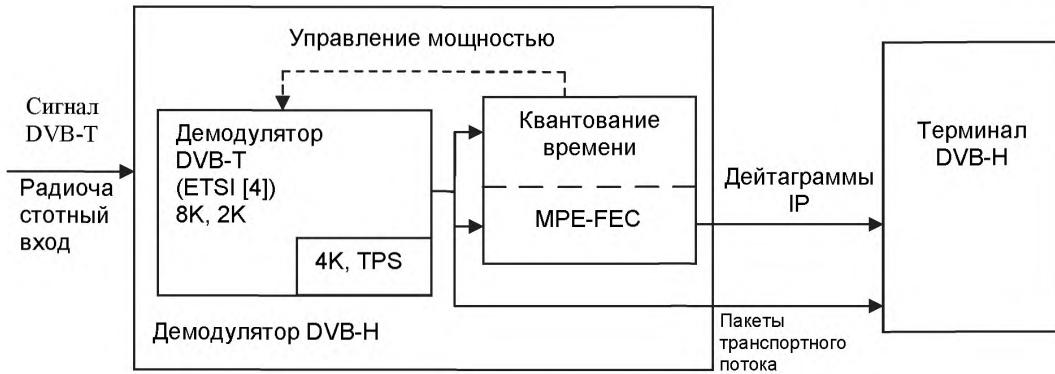 Управление мощностью
Сигнал
DVB-T
Радиоча
стотный
вход
Демодулятор
DVB-T
(ETSI [4])
8K, 2K
4K, TPS
Демодулятор DVB-H
Квантование
времени
MPE-FEC
Дейтаграммы
IP
Пакеты
транспортного
потока
Терминал
DVB-H